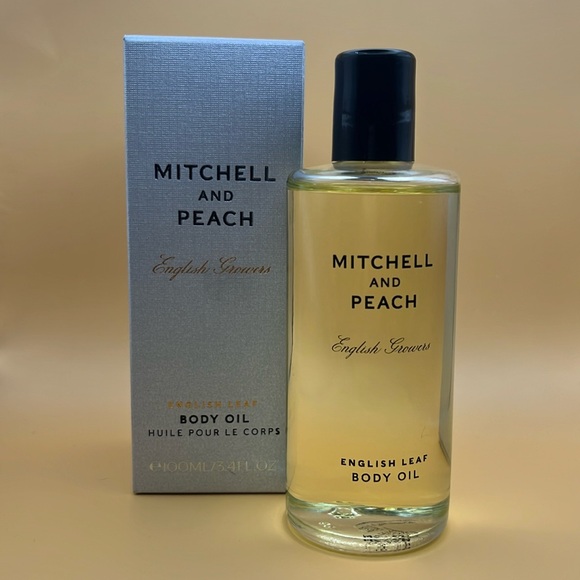 MITCHELL
AND
PEACH
English Growers
ENGLISH LEAF
BODY OIL
HUILE POUR LE CORPS
MITCHELL
AND
PEACH
English Growers
ENGLISH LEAF
BODY OIL